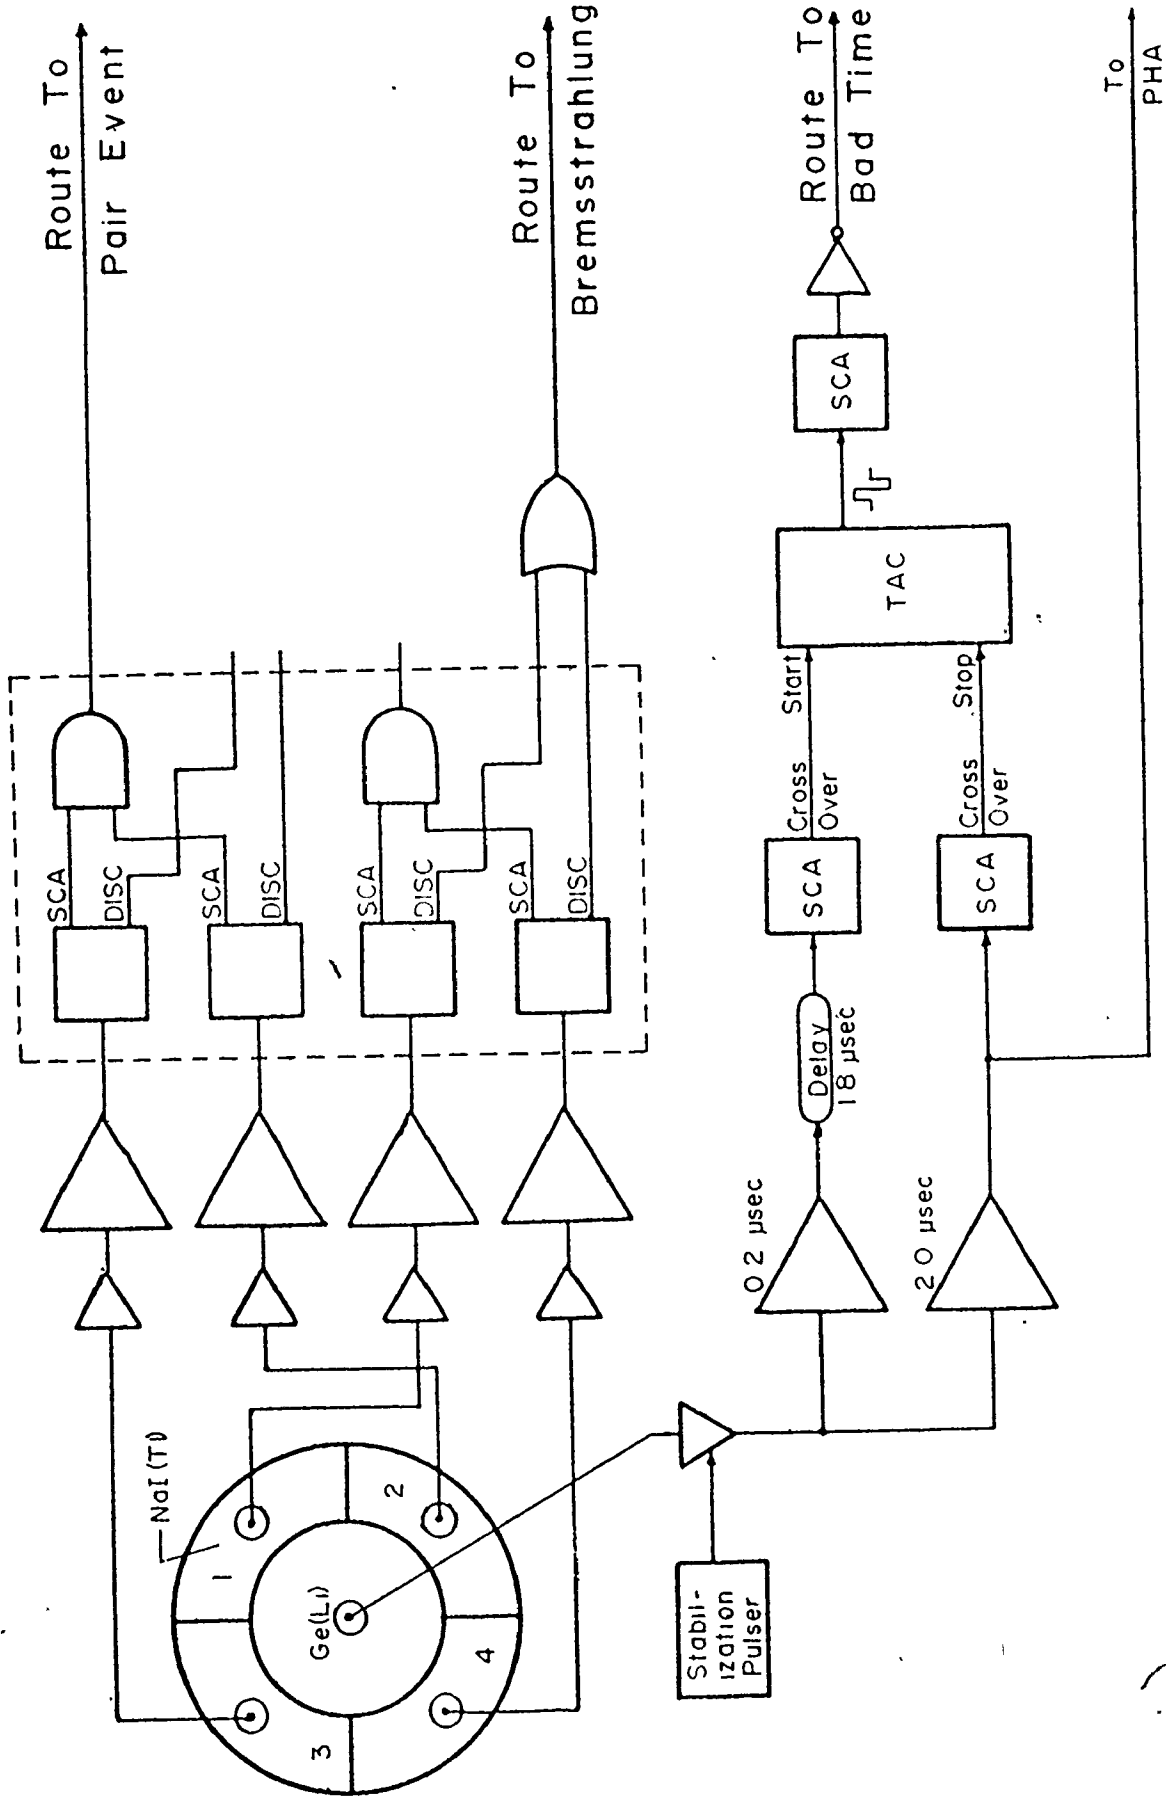 Route To
Pair Event
Route To
Bremsstrahlung
Route To
Bad Time
To
PHA
SCA
DISC
SCA
DISC
SCA
DISC
SCA
DISC
NaI(Tl)
1
2
3
4
Ge(Li)
0 2 µsec
Delay
1 8 µsec
SCA
Cross
Over
Start
TAC
SCA
2 0 µsec
SCA
Cross
Over
Stop
Stabil-
ization
Pulser